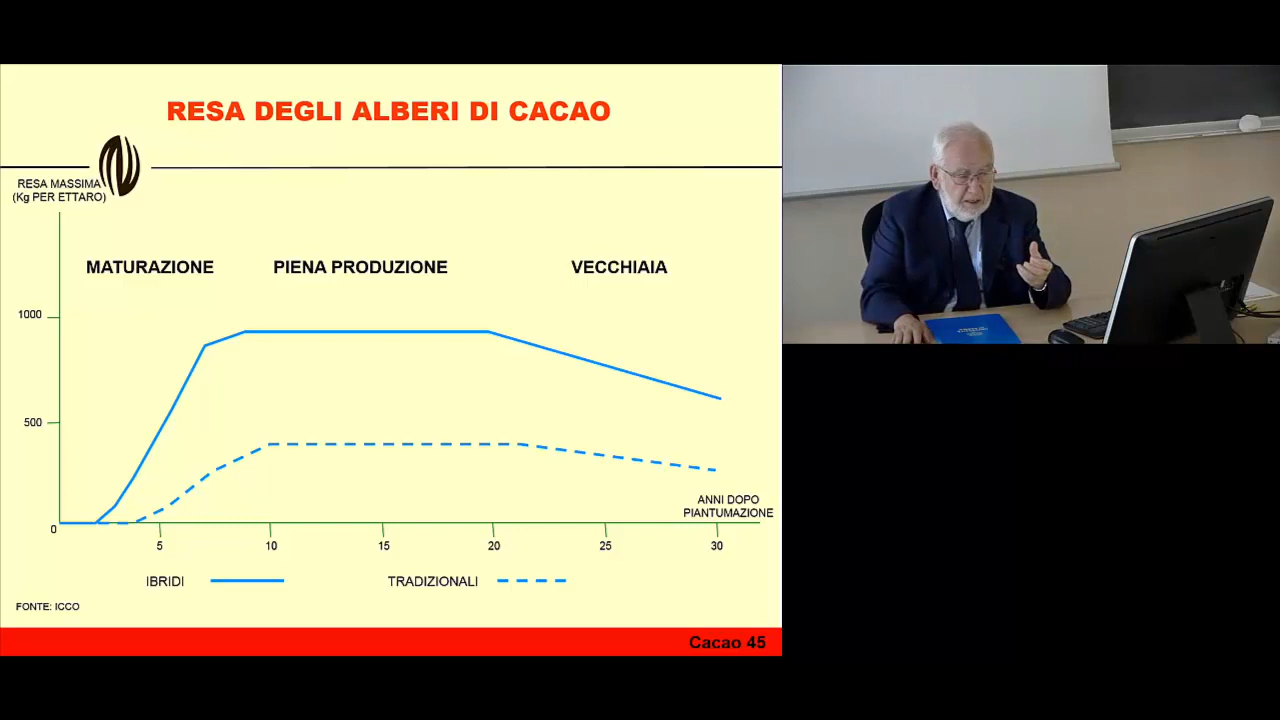 RESA DEGLI ALBERI DI CACAO
RESA MASSIMA
(Kg PER ETTARO)
MATURAZIONE PIENA PRODUZIONE VECCHIAIA
1000
500
0
ANNI DOPO
PIANTUMAZIONE
5 10 15 20 25 30
IBRIDI TRADIZIONALI
FONTE: ICCO
Cacao 45